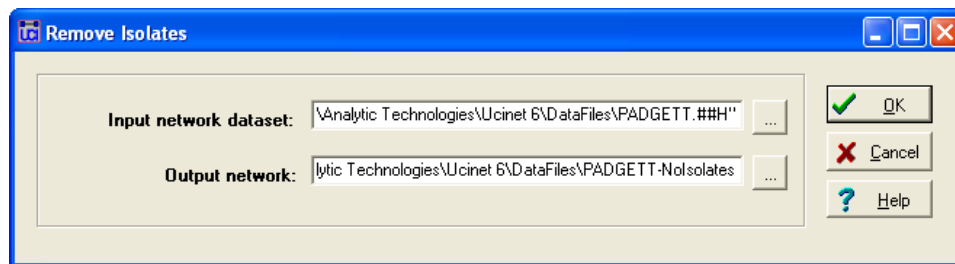 Remove Isolates
Input network dataset: \Analytic Technologies\Ucinet 6\DataFiles\PADGETT.##H" ...
Output network: lytic Technologies\Ucinet 6\DataFiles\PADGETT-NoIsolates ...
OK
Cancel
Help